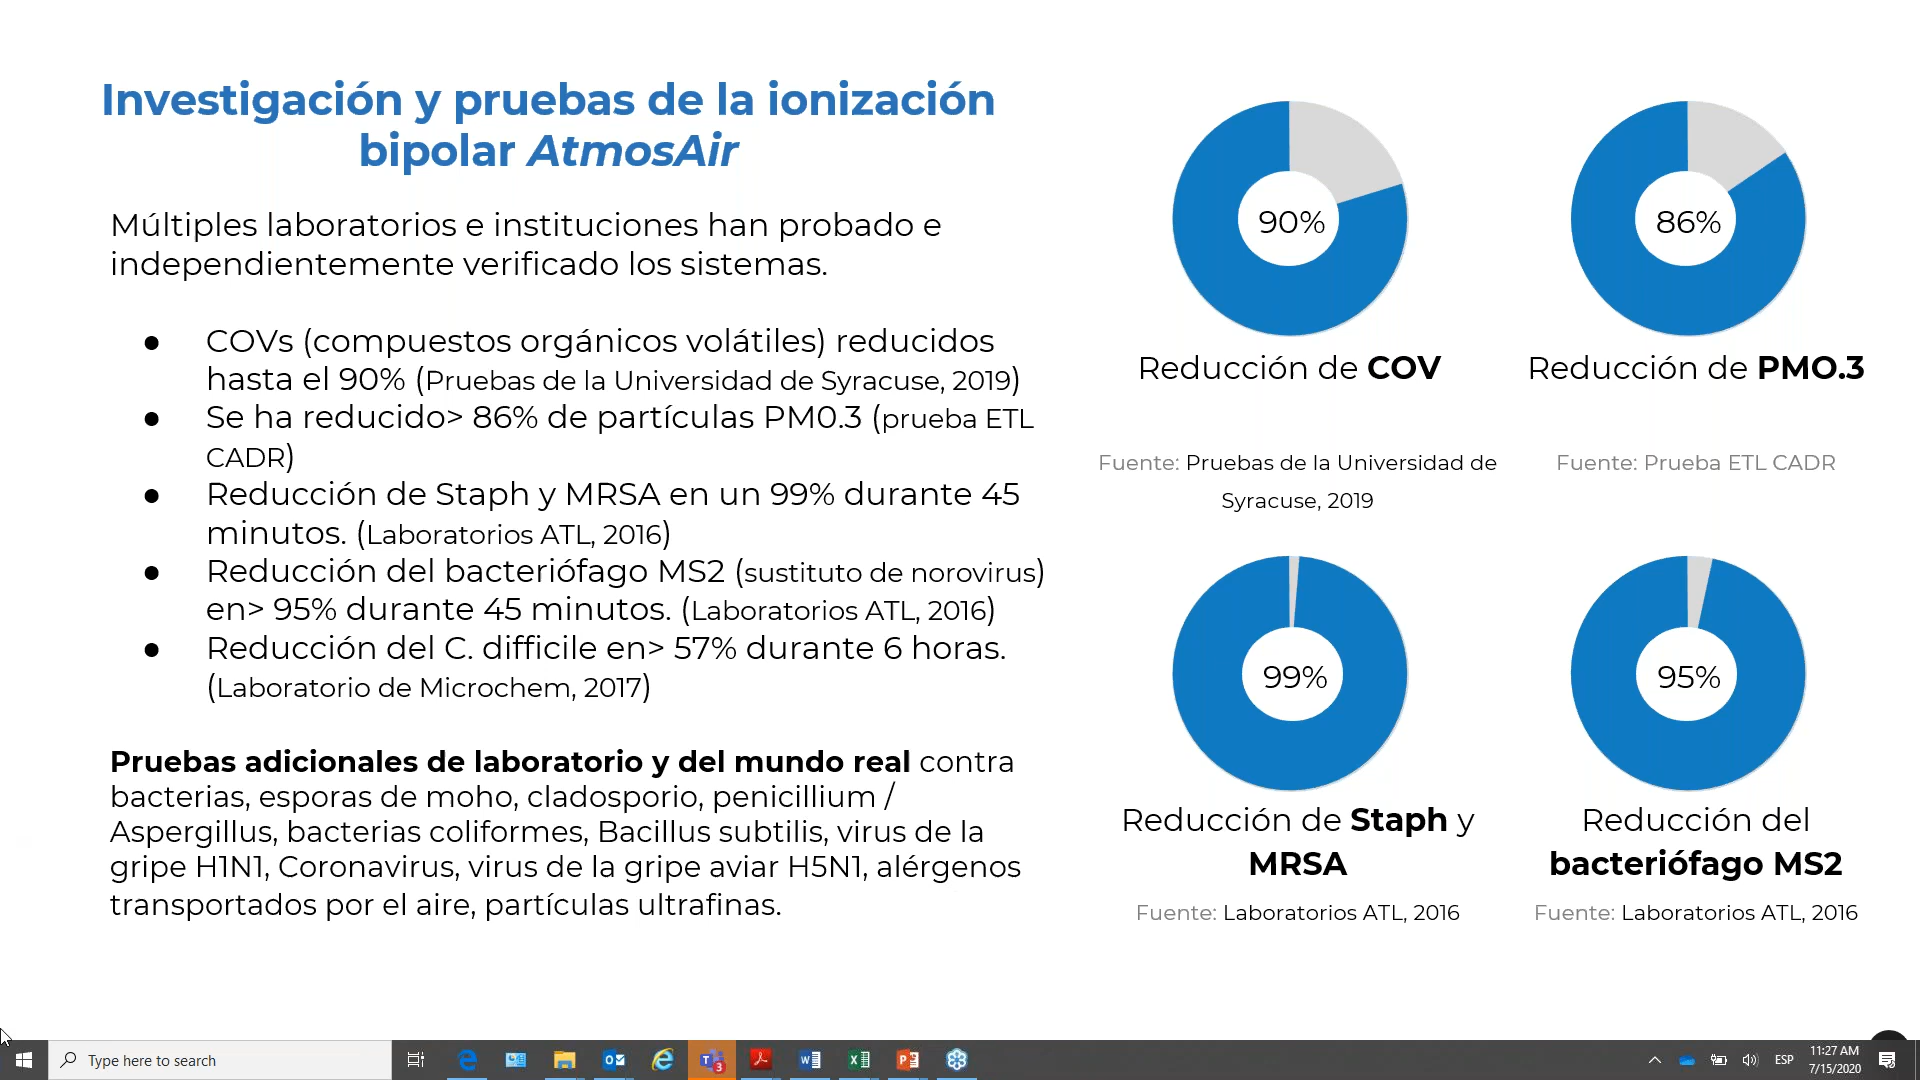 Investigación y pruebas de la ionización
bipolar AtmosAir
Múltiples laboratorios e instituciones han probado e
independientemente verificado los sistemas.
● COVs (compuestos orgánicos volátiles) reducidos
hasta el 90% (Pruebas de la Universidad de Syracuse, 2019)
● Se ha reducido> 86% de partículas PM0.3 (prueba ETL
CADR)
● Reducción de Staph y MRSA en un 99% durante 45
minutos. (Laboratorios ATL, 2016)
● Reducción del bacteriófago MS2 (sustituto de norovirus)
en> 95% durante 45 minutos. (Laboratorios ATL, 2016)
● Reducción del C. difficile en> 57% durante 6 horas.
(Laboratorio de Microchem, 2017)
Pruebas adicionales de laboratorio y del mundo real contra
bacterias, esporas de moho, cladosporio, penicillium /
Aspergillus, bacterias coliformes, Bacillus subtilis, virus de la
gripe H1N1, Coronavirus, virus de la gripe aviar H5N1, alérgenos
transportados por el aire, partículas ultrafinas.
90%
Reducción de COV
Fuente: Pruebas de la Universidad de
Syracuse, 2019
86%
Reducción de PMO.3
Fuente: Prueba ETL CADR
99%
Reducción de Staph y
MRSA
Fuente: Laboratorios ATL, 2016
95%
Reducción del
bacteriófago MS2
Fuente: Laboratorios ATL, 2016
Type here to search
3
ESP
11:27 AM
7/15/2020